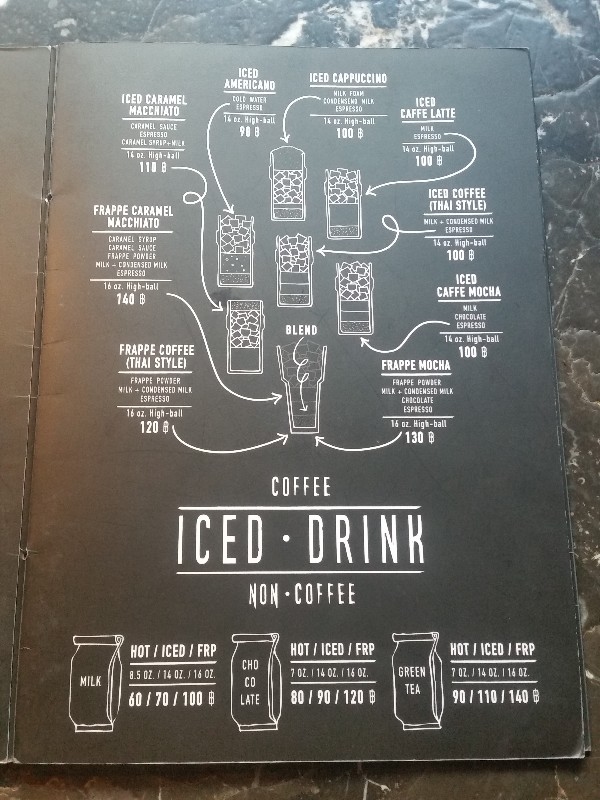 ICED
AMERICANO
COLD WATER
ESPRESSO
14 oz. High-ball
90 ฿
ICED CAPPUCCINO
MILK FOAM
CONDENSED MILK
ESPRESSO
14 oz. High-ball
100 ฿
ICED CARAMEL
MACCHIATO
CARAMEL SAUCE
ESPRESSO
CARAMEL SYRUP+MILK
14 oz. High-ball
110 ฿
ICED
CAFFE LATTE
MILK
ESPRESSO
14 oz. High-ball
100 ฿
FRAPPE CARAMEL
MACCHIATO
CARAMEL SYRUP
CARAMEL SAUCE
FRAPPE POWDER
MILK + CONDENSED MILK
ESPRESSO
16 oz. High-ball
140 ฿
ICED COFFEE
(THAI STYLE)
MILK + CONDENSED MILK
ESPRESSO
14 oz. High-ball
100 ฿
ICED
CAFFE MOCHA
MILK
CHOCOLATE
ESPRESSO
14 oz. High-ball
100 ฿
BLEND
FRAPPE COFFEE
(THAI STYLE)
FRAPPE POWDER
MILK + CONDENSED MILK
ESPRESSO
16 oz. High-ball
120 ฿
FRAPPE MOCHA
FRAPPE POWDER
MILK + CONDENSED MILK
CHOCOLATE
ESPRESSO
16 oz. High-ball
130 ฿
COFFEE
ICED · DRINK
NON · COFFEE
MILK
HOT / ICED / FRP
8.5 OZ. / 14 OZ. / 16 OZ.
60 / 70 / 100 ฿
CHO
CO
LATE
HOT / ICED / FRP
7 OZ. / 14 OZ. / 16 OZ.
80 / 90 / 120 ฿
GREEN
TEA
HOT / ICED / FRP
7 OZ. / 14 OZ. / 16 OZ.
90 / 110 / 140 ฿